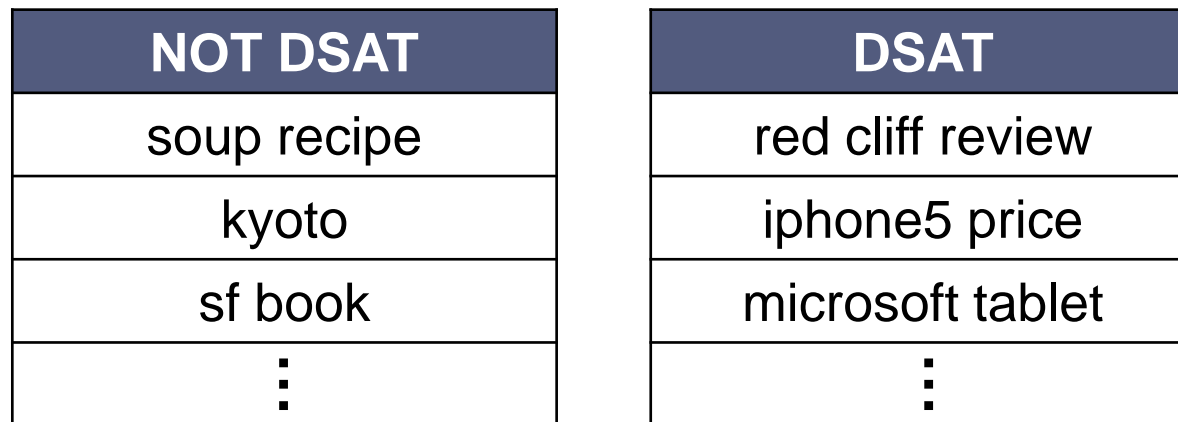 NOT DSAT
soup recipe
kyoto
sf book
⋮
DSAT
red cliff review
iphone5 price
microsoft tablet
⋮